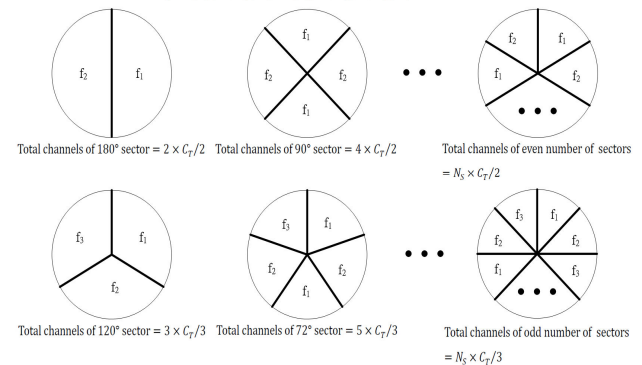 f₂
f₁
f₁
f₂
f₂
f₁
f₂
f₁
f₁
f₂
Total channels of 180° sector = 2 × C_T/2
Total channels of 90° sector = 4 × C_T/2
Total channels of even number of sectors
= N_S × C_T/2
f₃
f₁
f₂
f₃
f₁
f₂
f₂
f₁
f₃
f₁
f₂
f₂
f₁
f₃
Total channels of 120° sector = 3 × C_T/3
Total channels of 72° sector = 5 × C_T/3
Total channels of odd number of sectors
= N_S × C_T/3